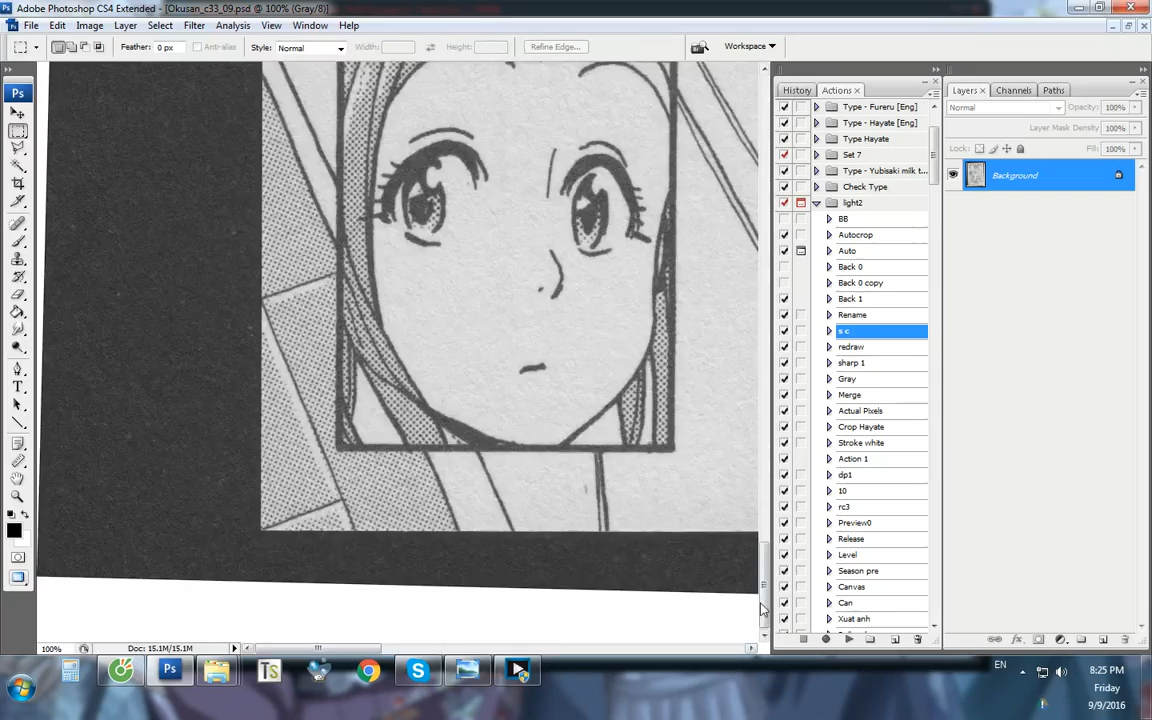 Ps Adobe Photoshop CS4 Extended - [Okusan_c33_09.psd @ 100% (Gray/8)]
File Edit Image Layer Select Analysis View Window Help
Filter
Feather: 0 px Anti-alias Style: Normal Width: Height: Refine Edge... Workspace
Ps
History Actions
Type - Fureru [Eng]
Type - Hayate [Eng]
Type Hayate
Set 7
Type - Yubisaki milk t...
Check Type
light2
BB
Autocrop
Auto
Back 0
Back 0 copy
Back 1
Rename
s c
redraw
sharp 1
Gray
Merge
Actual Pixels
Crop Hayate
Stroke white
Action 1
dp1
10
rc3
Preview0
Release
Level
Season pre
Canvas
Can
Xuat anh
Layers Channels Paths
Normal Opacity: 100%
Layer Mask Density: 100%
Lock: Fill: 100%
Background
100% Doc: 15.1M/15.1M
Ps TS S
EN
8:25 PM
Friday
9/9/2016